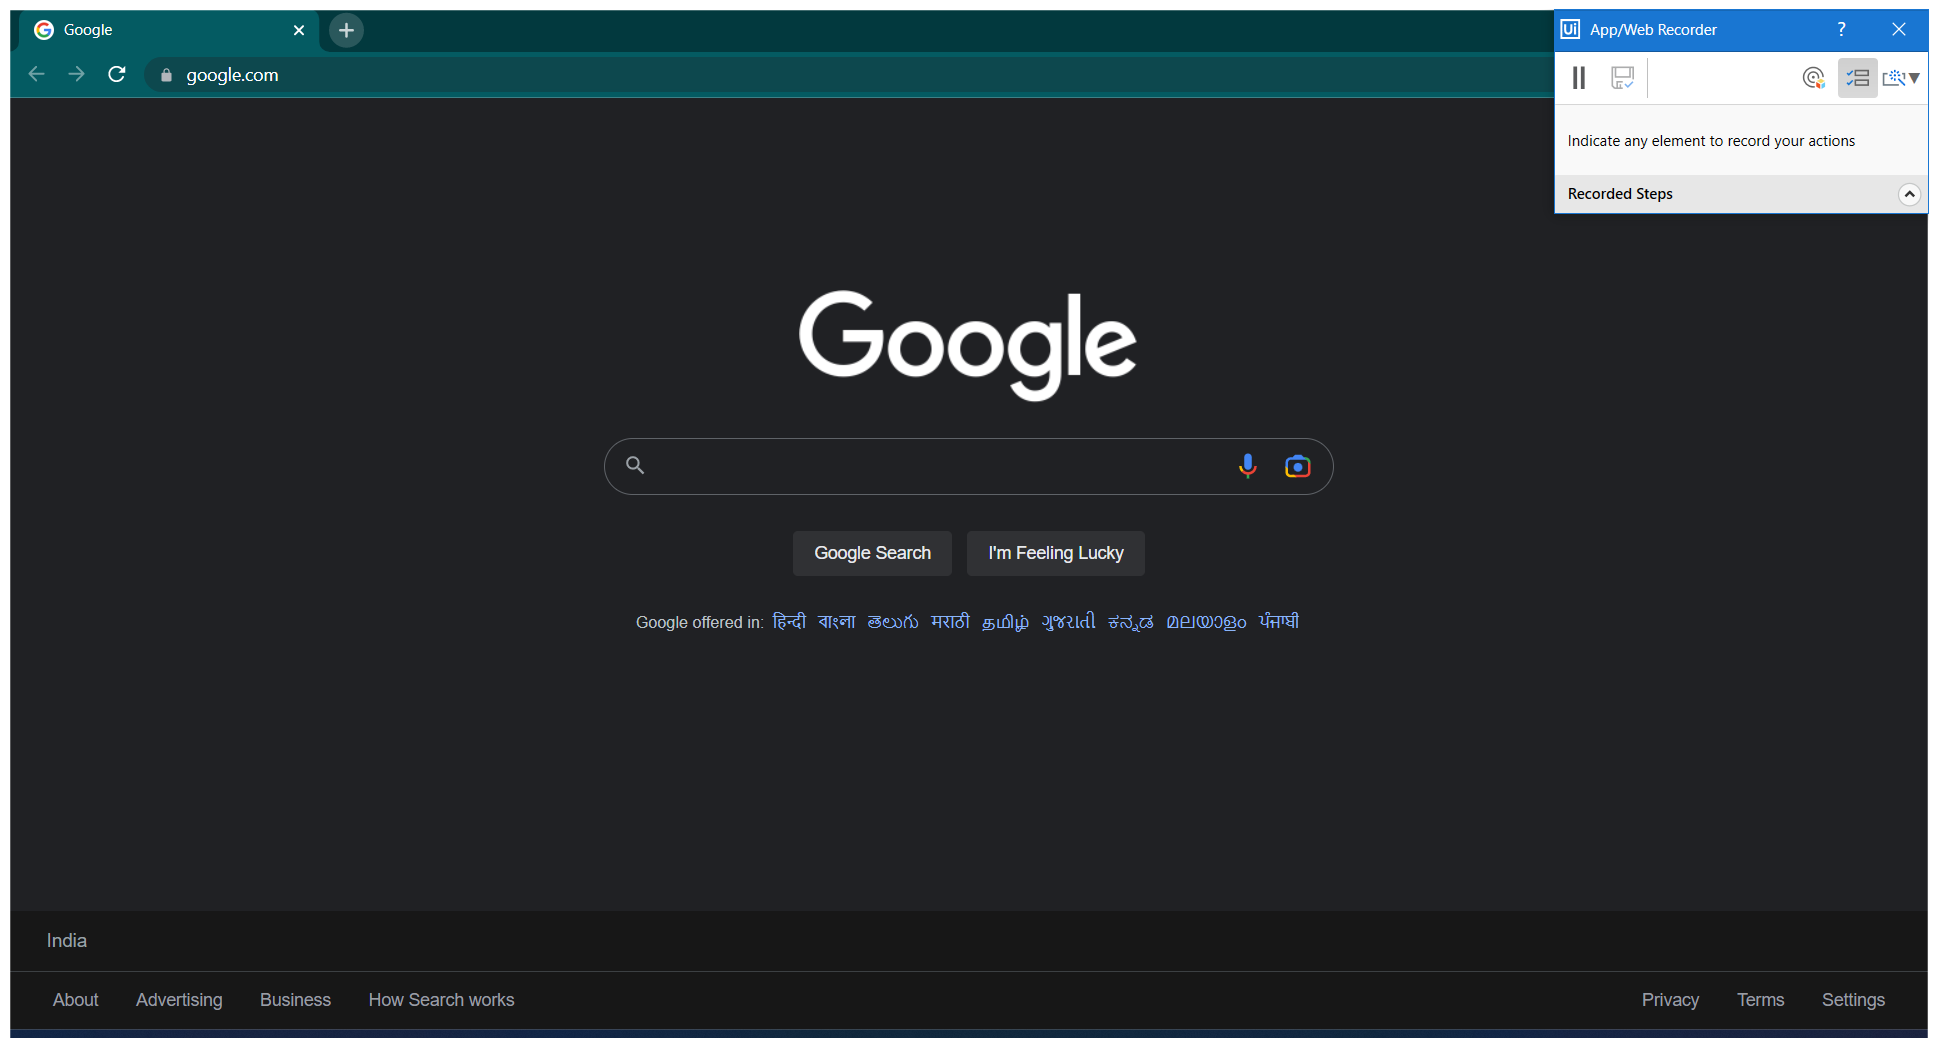 Google
App/Web Recorder
?
google.com
Indicate any element to record your actions
Recorded Steps
Google
Google Search
I'm Feeling Lucky
Google offered in: हिन्दी বাংলা తెలుగు मराठी தமிழ் ગુજરાતી ಕನ್ನಡ മലയാളം ਪੰਜਾਬੀ
India
About Advertising Business How Search works Privacy Terms Settings